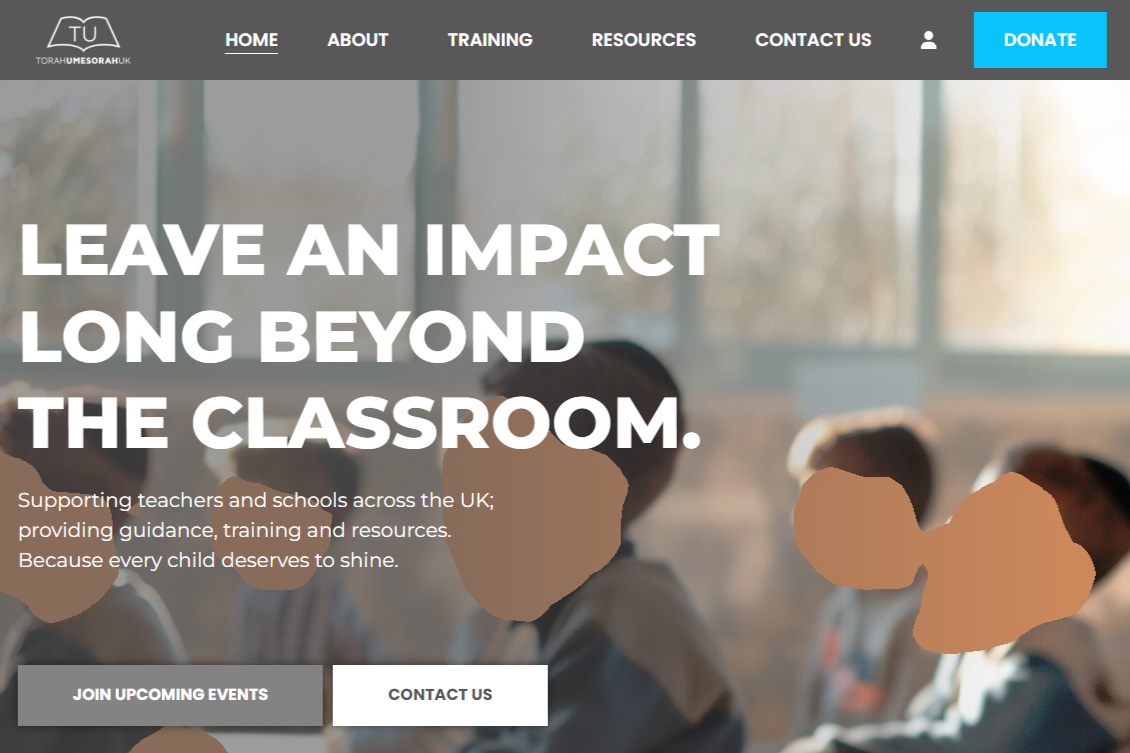 TU
TORAHUMESORAHUK
HOME ABOUT TRAINING RESOURCES CONTACT US DONATE
LEAVE AN IMPACT
LONG BEYOND
THE CLASSROOM.
Supporting teachers and schools across the UK;
providing guidance, training and resources.
Because every child deserves to shine.
JOIN UPCOMING EVENTS CONTACT US